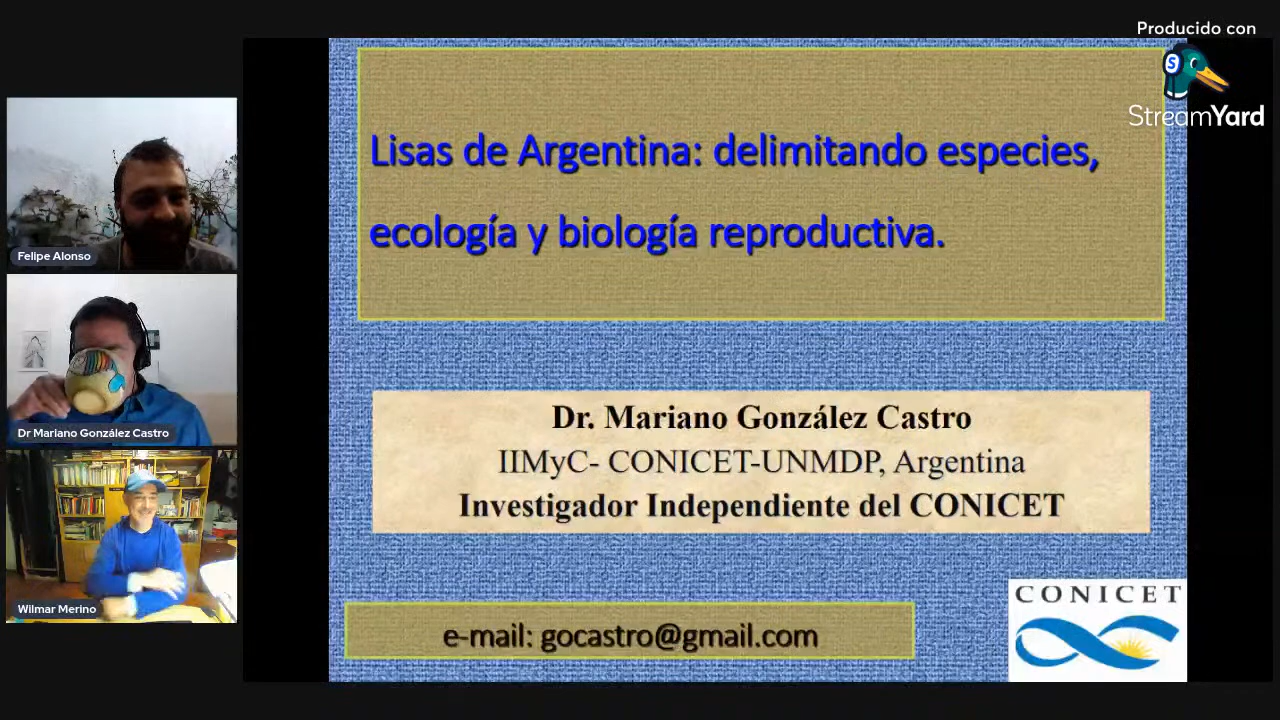 Producido con
StreamYard
Lisas de Argentina: delimitando especies,
ecología y biología reproductiva.
Felipe Alonso
Dr Mariano González Castro
Wilmar Merino
Dr. Mariano González Castro
IIMyC- CONICET-UNMDP, Argentina
Investigador Independiente del CONICET
e-mail: gocastro@gmail.com
CONICET